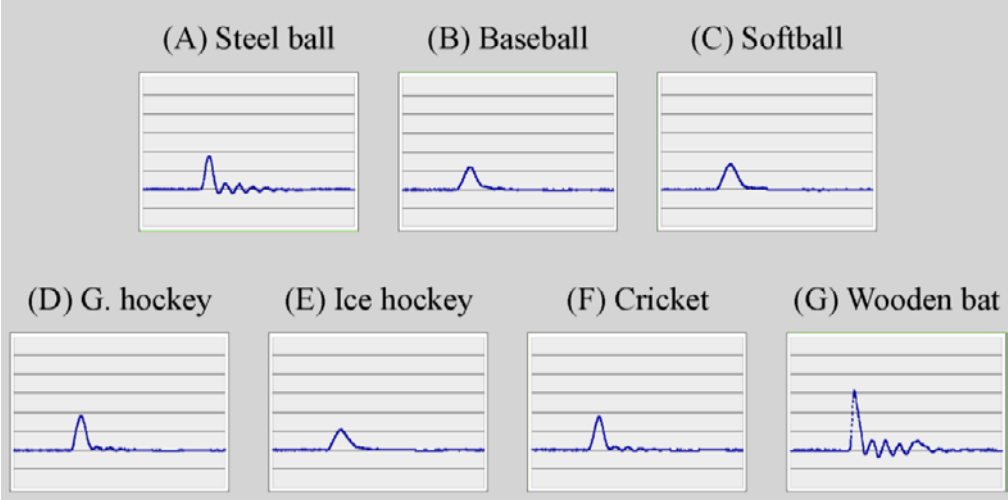 (A) Steel ball
(B) Baseball
(C) Softball
(D) G. hockey
(E) Ice hockey
(F) Cricket
(G) Wooden bat